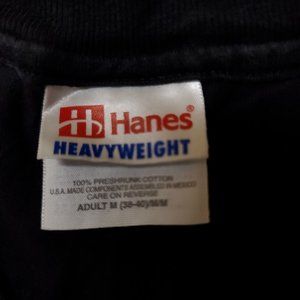 Hanes®
HEAVYWEIGHT
100% PRESHRUNK COTTON
U.S.A. MADE COMPONENTS ASSEMBLED IN MEXICO
CARE ON REVERSE
ADULT M (38-40)/M/M